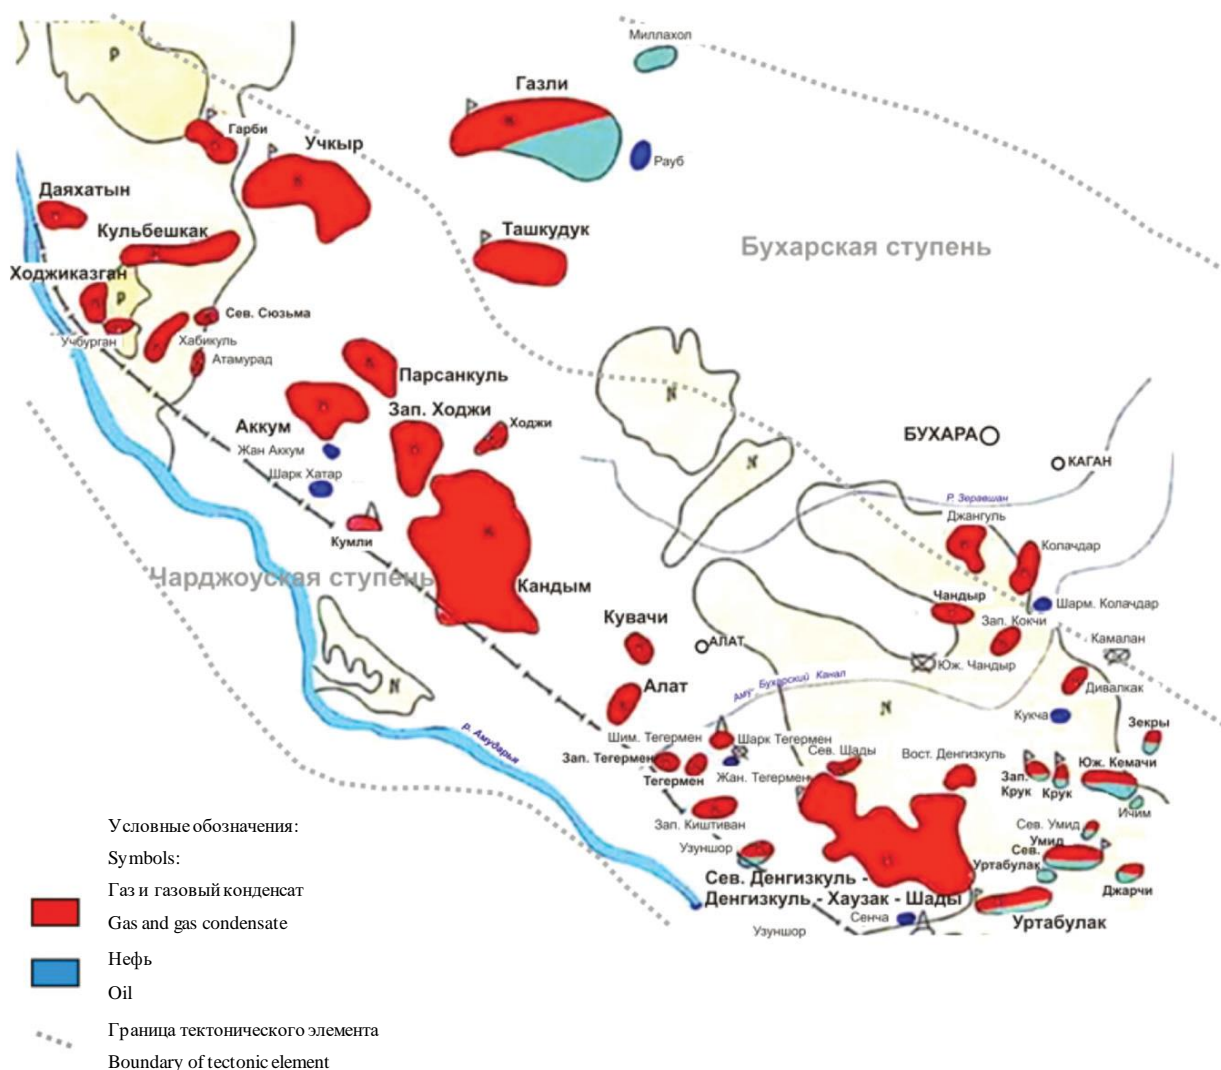 Миллахол
Газли
Р
Гарби
Учкыр
Рауб
Даяхатын
Кульбешкак
Ташкудук
Бухарская ступень
Ходжиказган
Р
Сев. Сюзьма
Учбурган
Хабикуль
Атамурад
Парсанкуль
N
Зап. Ходжи
Аккум
Ходжи
Жан Аккум
БУХАРА
КАГАН
N
Шарк Хатар
Р. Зеравшан
Джангуль
Кумли
Колачдар
Чарджоуская ступень
Кандым
Чандыр
Шарм. Колачдар
Кувачи
Зап. Кокчи
АЛАТ
Камалан
Юж. Чандыр
Алат
Аму- Бухарский Канал
Дивалкак
N
N
Кукча
р. Амударья
Шим. Тегермен
Шарк Тегермен
Зекры
Зап. Тегермен
Сев. Шады
Вост. Денгизкуль
Юж. Кемачи
Тегермен
Жан. Тегермен
Зап.
Крук
Крук
Ичим
Зап. Киштиван
Сев. Умид
Умид
Узуншор
Сев.
Уртабулак
Джарчи
Сев. Денгизкуль -
Денгизкуль - Хаузак - Шады
Сенча
Уртабулак
Узуншор
Условные обозначения:
Symbols:
Газ и газовый конденсат
Gas and gas condensate
Нефь
Oil
Граница тектонического элемента
Boundary of tectonic element